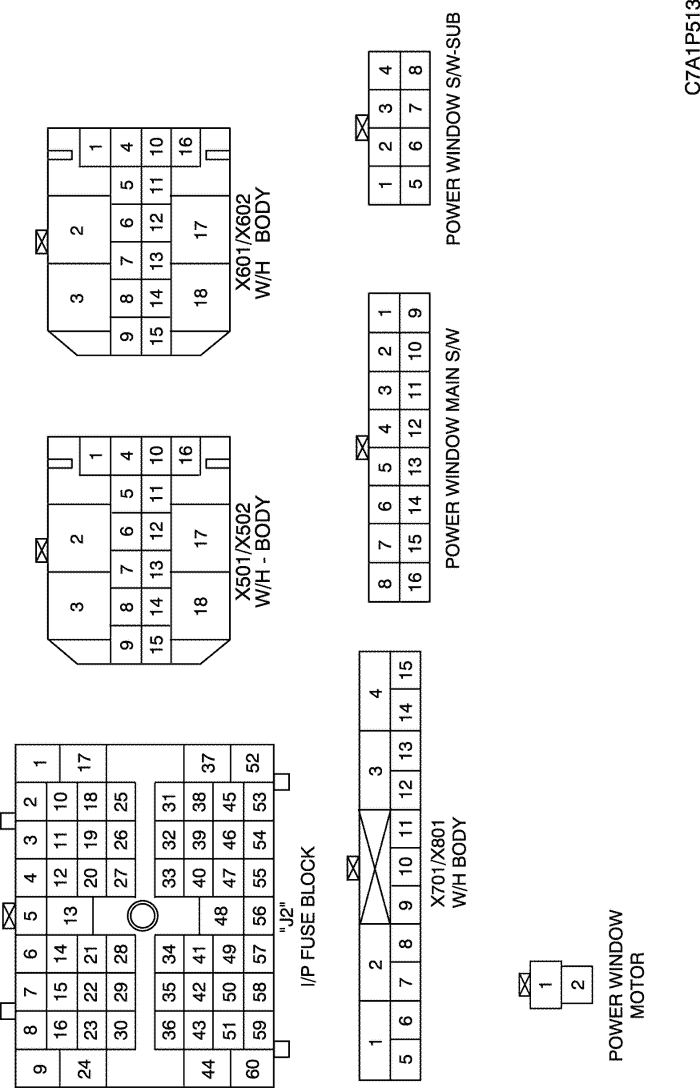 9 8 7 6 5 4 3 2 1
16 15 14 13 12 11 10
24 23 22 21 20 19 18 17
30 29 28 27 26 25
36 35 34 33 32 31
44 43 42 41 48 40 39 38 37
51 50 49 47 46 45
60 59 58 57 56 55 54 53 52
"J2"
I/P FUSE BLOCK
3 2 1
9 8 7 6 5 4
15 14 13 12 11 10
18 17 16
X501/X502
W/H - BODY
3 2 1
9 8 7 6 5 4
15 14 13 12 11 10
18 17 16
X601/X602
W/H BODY
1 2 3 4
5 6 7 8 9 10 11 12 13 14 15
X701/X801
W/H BODY
8 7 6 5 4 3 2 1
16 15 14 13 12 11 10 9
POWER WINDOW MAIN S/W
1 2 3 4
5 6 7 8
POWER WINDOW S/W-SUB
1
2
POWER WINDOW
MOTOR
C7A1P513